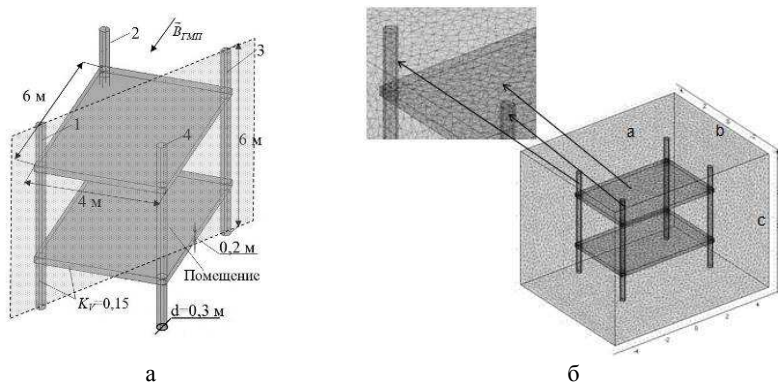 а
2
B̄ГМП
3
6 м
1
4
6 м
4 м
0,2 м
Помещение
KV=0,15
d=0,3 м
a
b
c
а
б